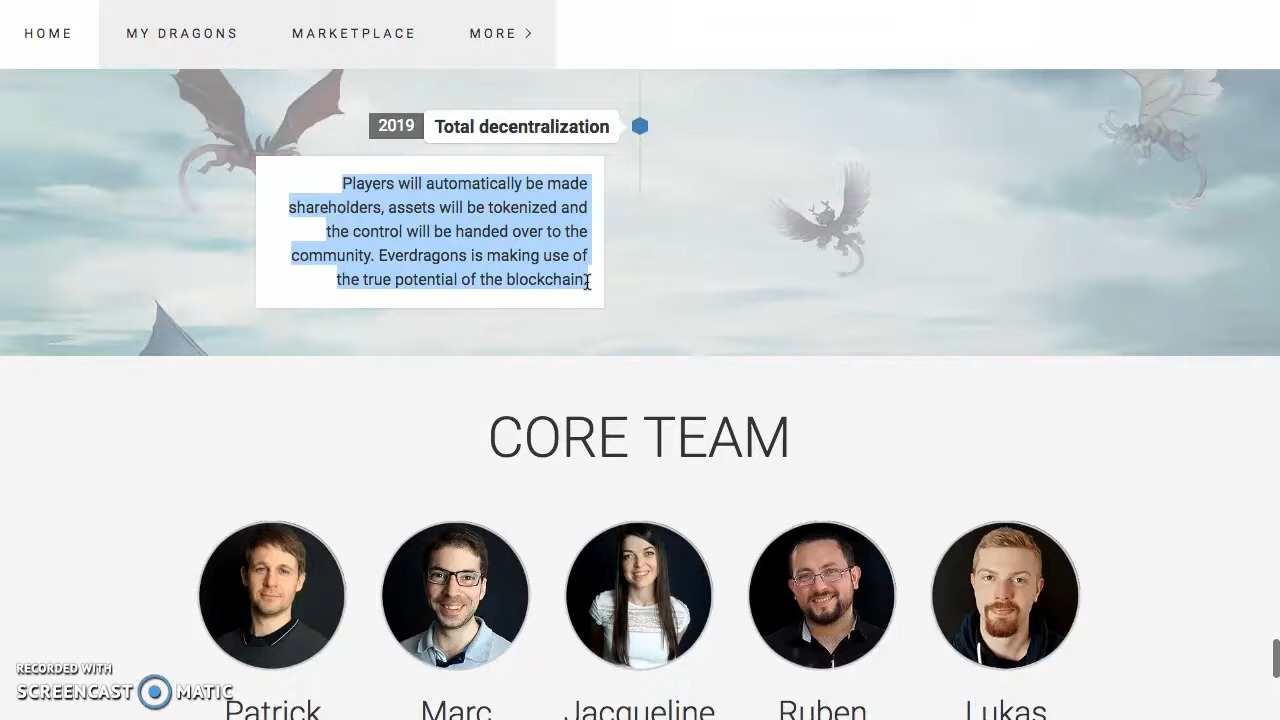 HOME
MY DRAGONS
MARKETPLACE
MORE >
2019
Total decentralization
Players will automatically be made
shareholders, assets will be tokenized and
the control will be handed over to the
community. Everdragons is making use of
the true potential of the blockchain.
CORE TEAM
RECORDED WITH
SCREENCAST MATIC
Patrick
Marc
Jacqueline
Ruben
Lukas